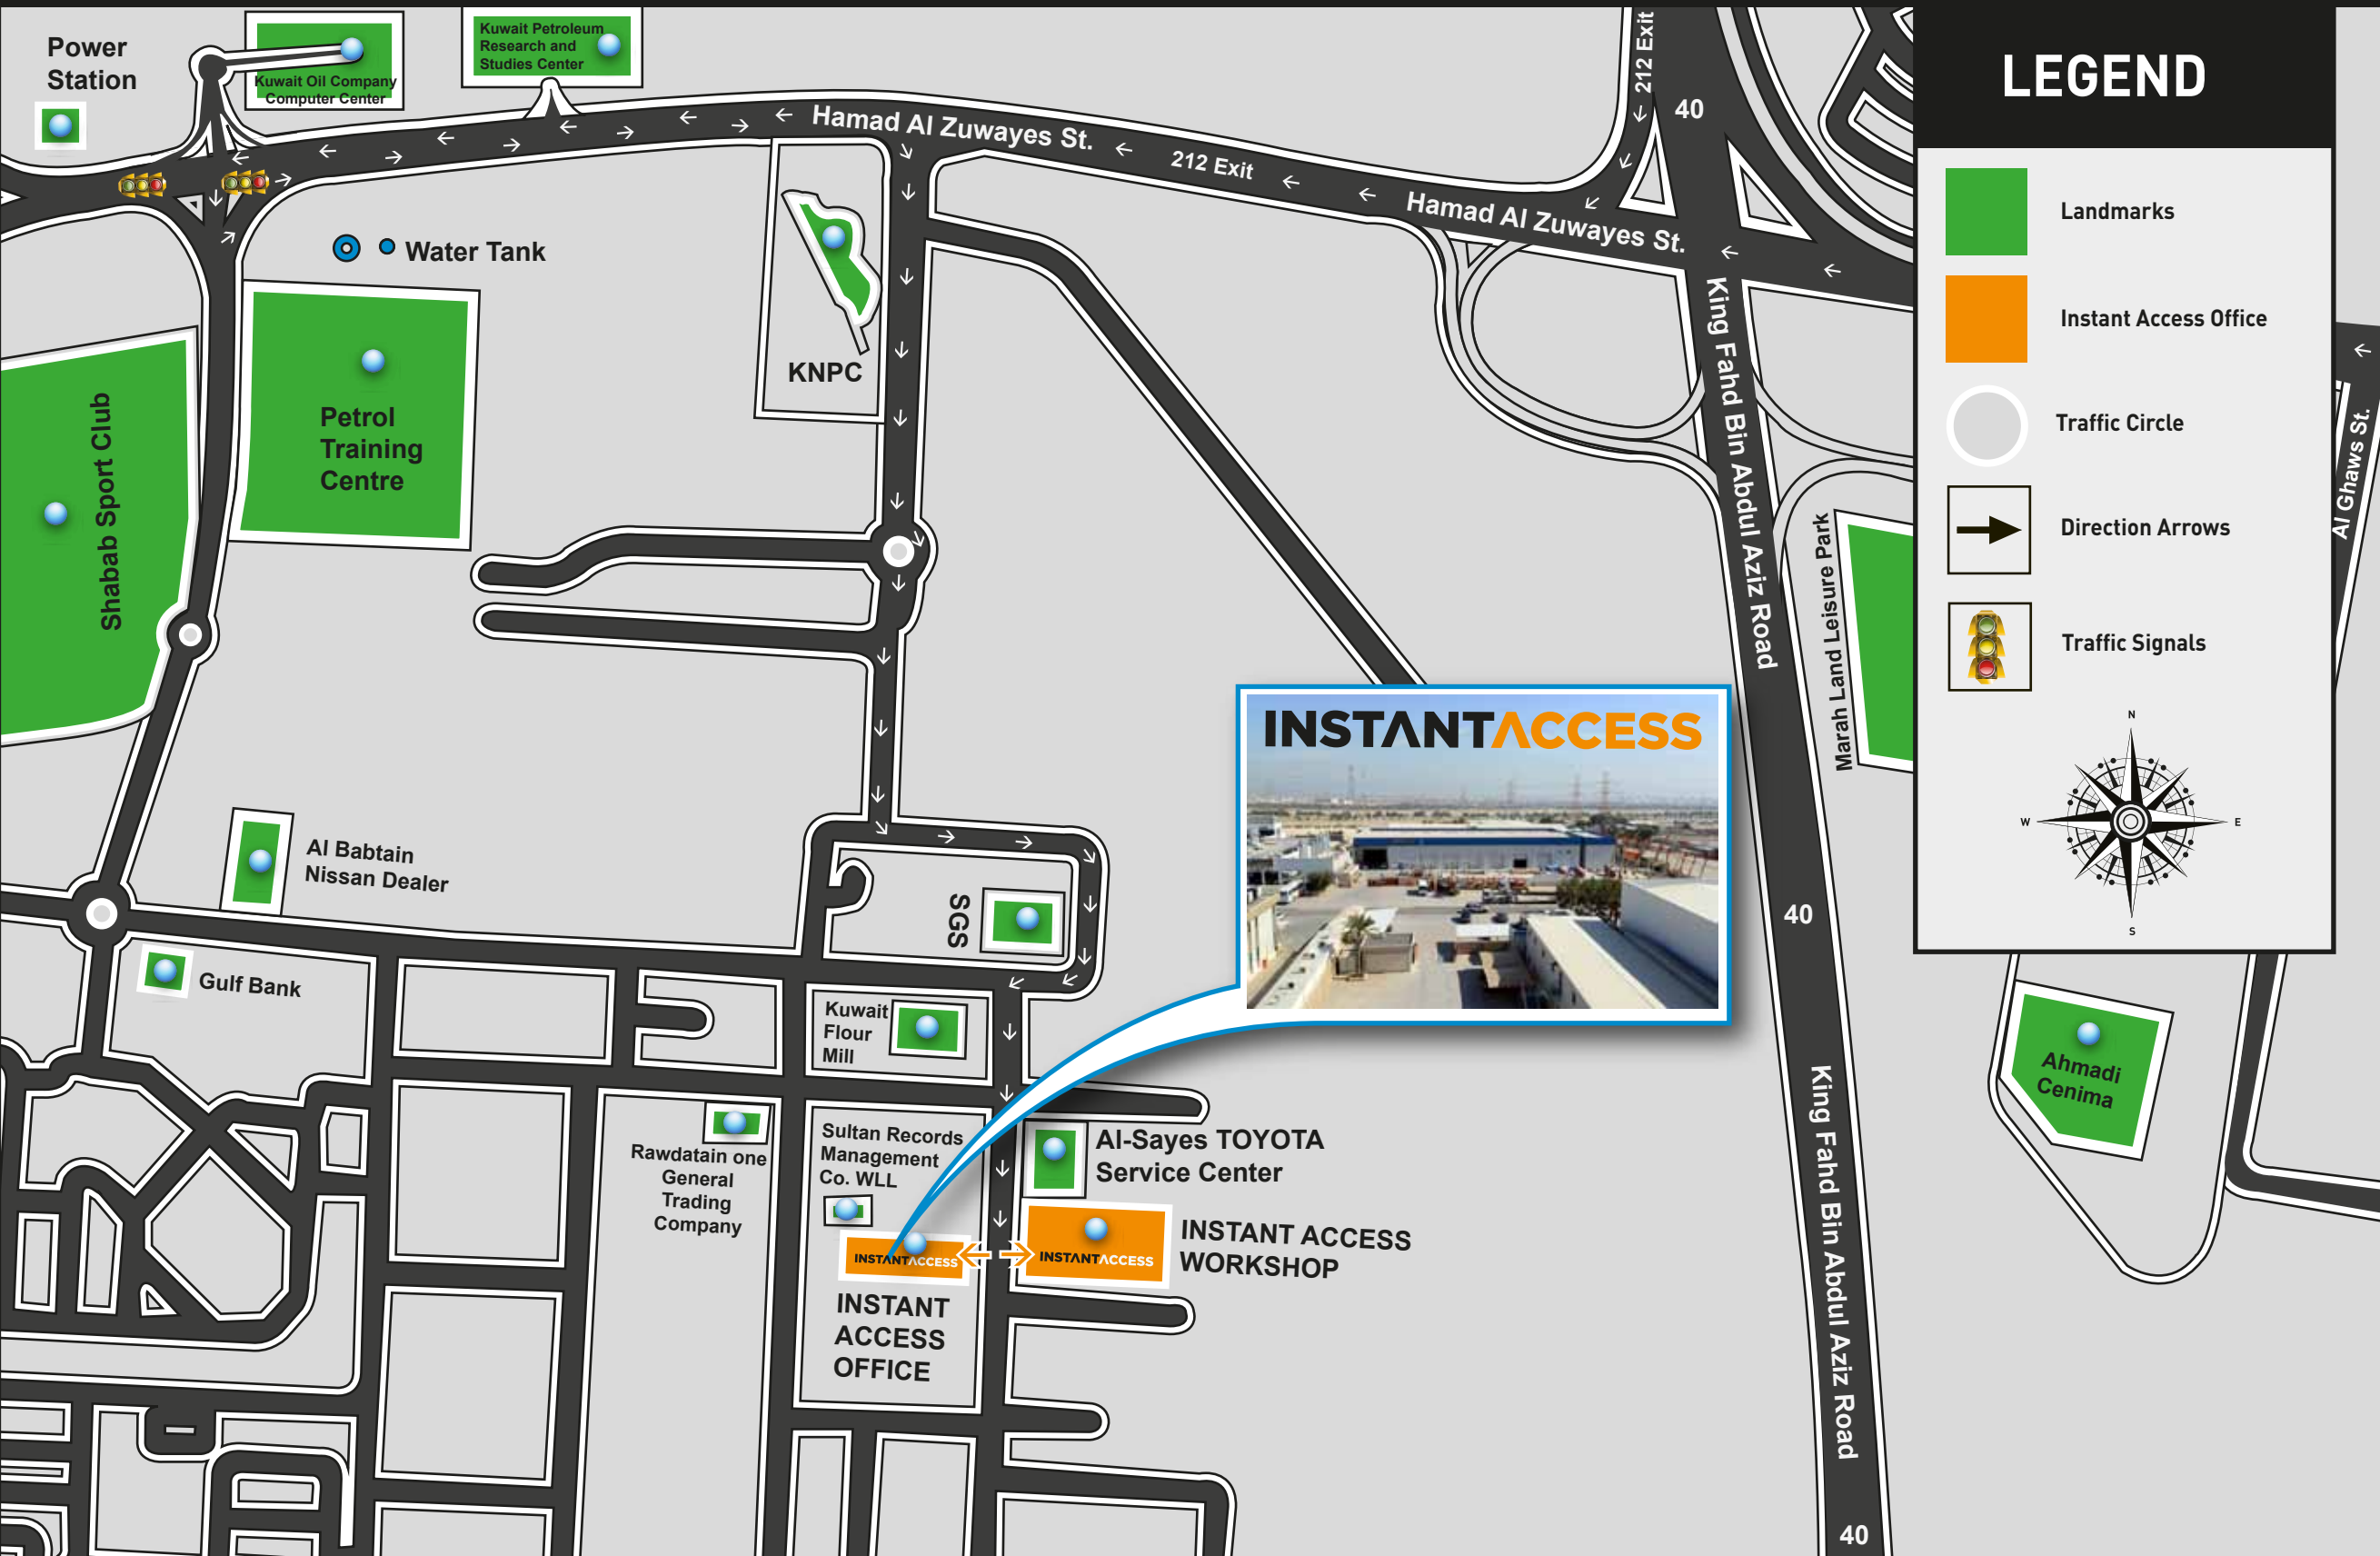 Power
Station
Kuwait Oil Company
Computer Center
Kuwait Petroleum
Research and
Studies Center
Hamad Al Zuwayes St.
212 Exit
Hamad Al Zuwayes St.
212 Exit
40
Water Tank
KNPC
Petrol
Training
Centre
Shabab Sport Club
King Fahd Bin Abdul Aziz Road
Marah Land Leisure Park
Al Ghaws St.
LEGEND
Landmarks
Instant Access Office
Traffic Circle
Direction Arrows
Traffic Signals
N
W
E
S
INSTANTACCESS
Al Babtain
Nissan Dealer
SGS
40
Gulf Bank
Kuwait
Flour
Mill
Ahmadi
Cenima
Rawdatain one
General
Trading
Company
Sultan Records
Management
Co. WLL
Al-Sayes TOYOTA
Service Center
INSTANTACCESS
INSTANTACCESS
INSTANT ACCESS
WORKSHOP
INSTANT
ACCESS
OFFICE
King Fahd Bin Abdul Aziz Road
40